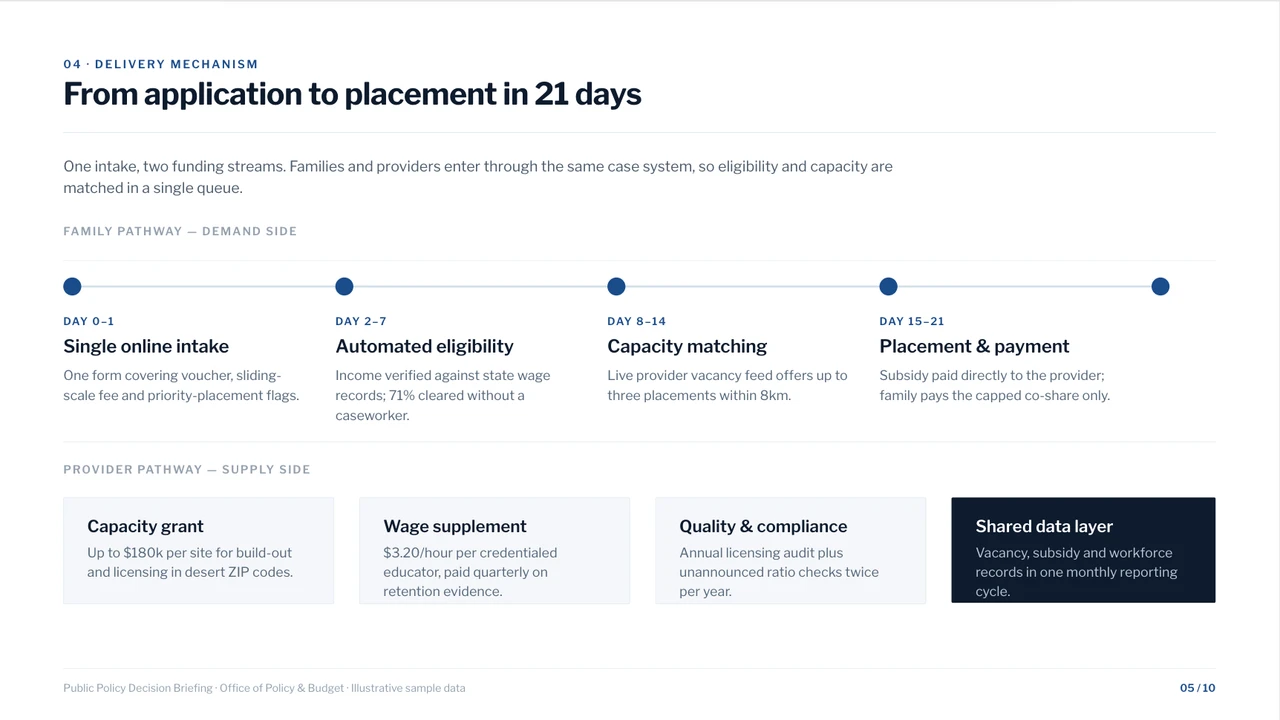 04 · DELIVERY MECHANISM
From application to placement in 21 days
One intake, two funding streams. Families and providers enter through the same case system, so eligibility and capacity are
matched in a single queue.
FAMILY PATHWAY — DEMAND SIDE
DAY 0–1
Single online intake
One form covering voucher, sliding-
scale fee and priority-placement flags.
DAY 2–7
Automated eligibility
Income verified against state wage
records; 71% cleared without a
caseworker.
DAY 8–14
Capacity matching
Live provider vacancy feed offers up to
three placements within 8km.
DAY 15–21
Placement & payment
Subsidy paid directly to the provider;
family pays the capped co-share only.
PROVIDER PATHWAY — SUPPLY SIDE
Capacity grant
Up to $180k per site for build-out
and licensing in desert ZIP codes.
Wage supplement
$3.20/hour per credentialed
educator, paid quarterly on
retention evidence.
Quality & compliance
Annual licensing audit plus
unannounced ratio checks twice
per year.
Shared data layer
Vacancy, subsidy and workforce
records in one monthly reporting
cycle.
Public Policy Decision Briefing · Office of Policy & Budget · Illustrative sample data
05 / 10